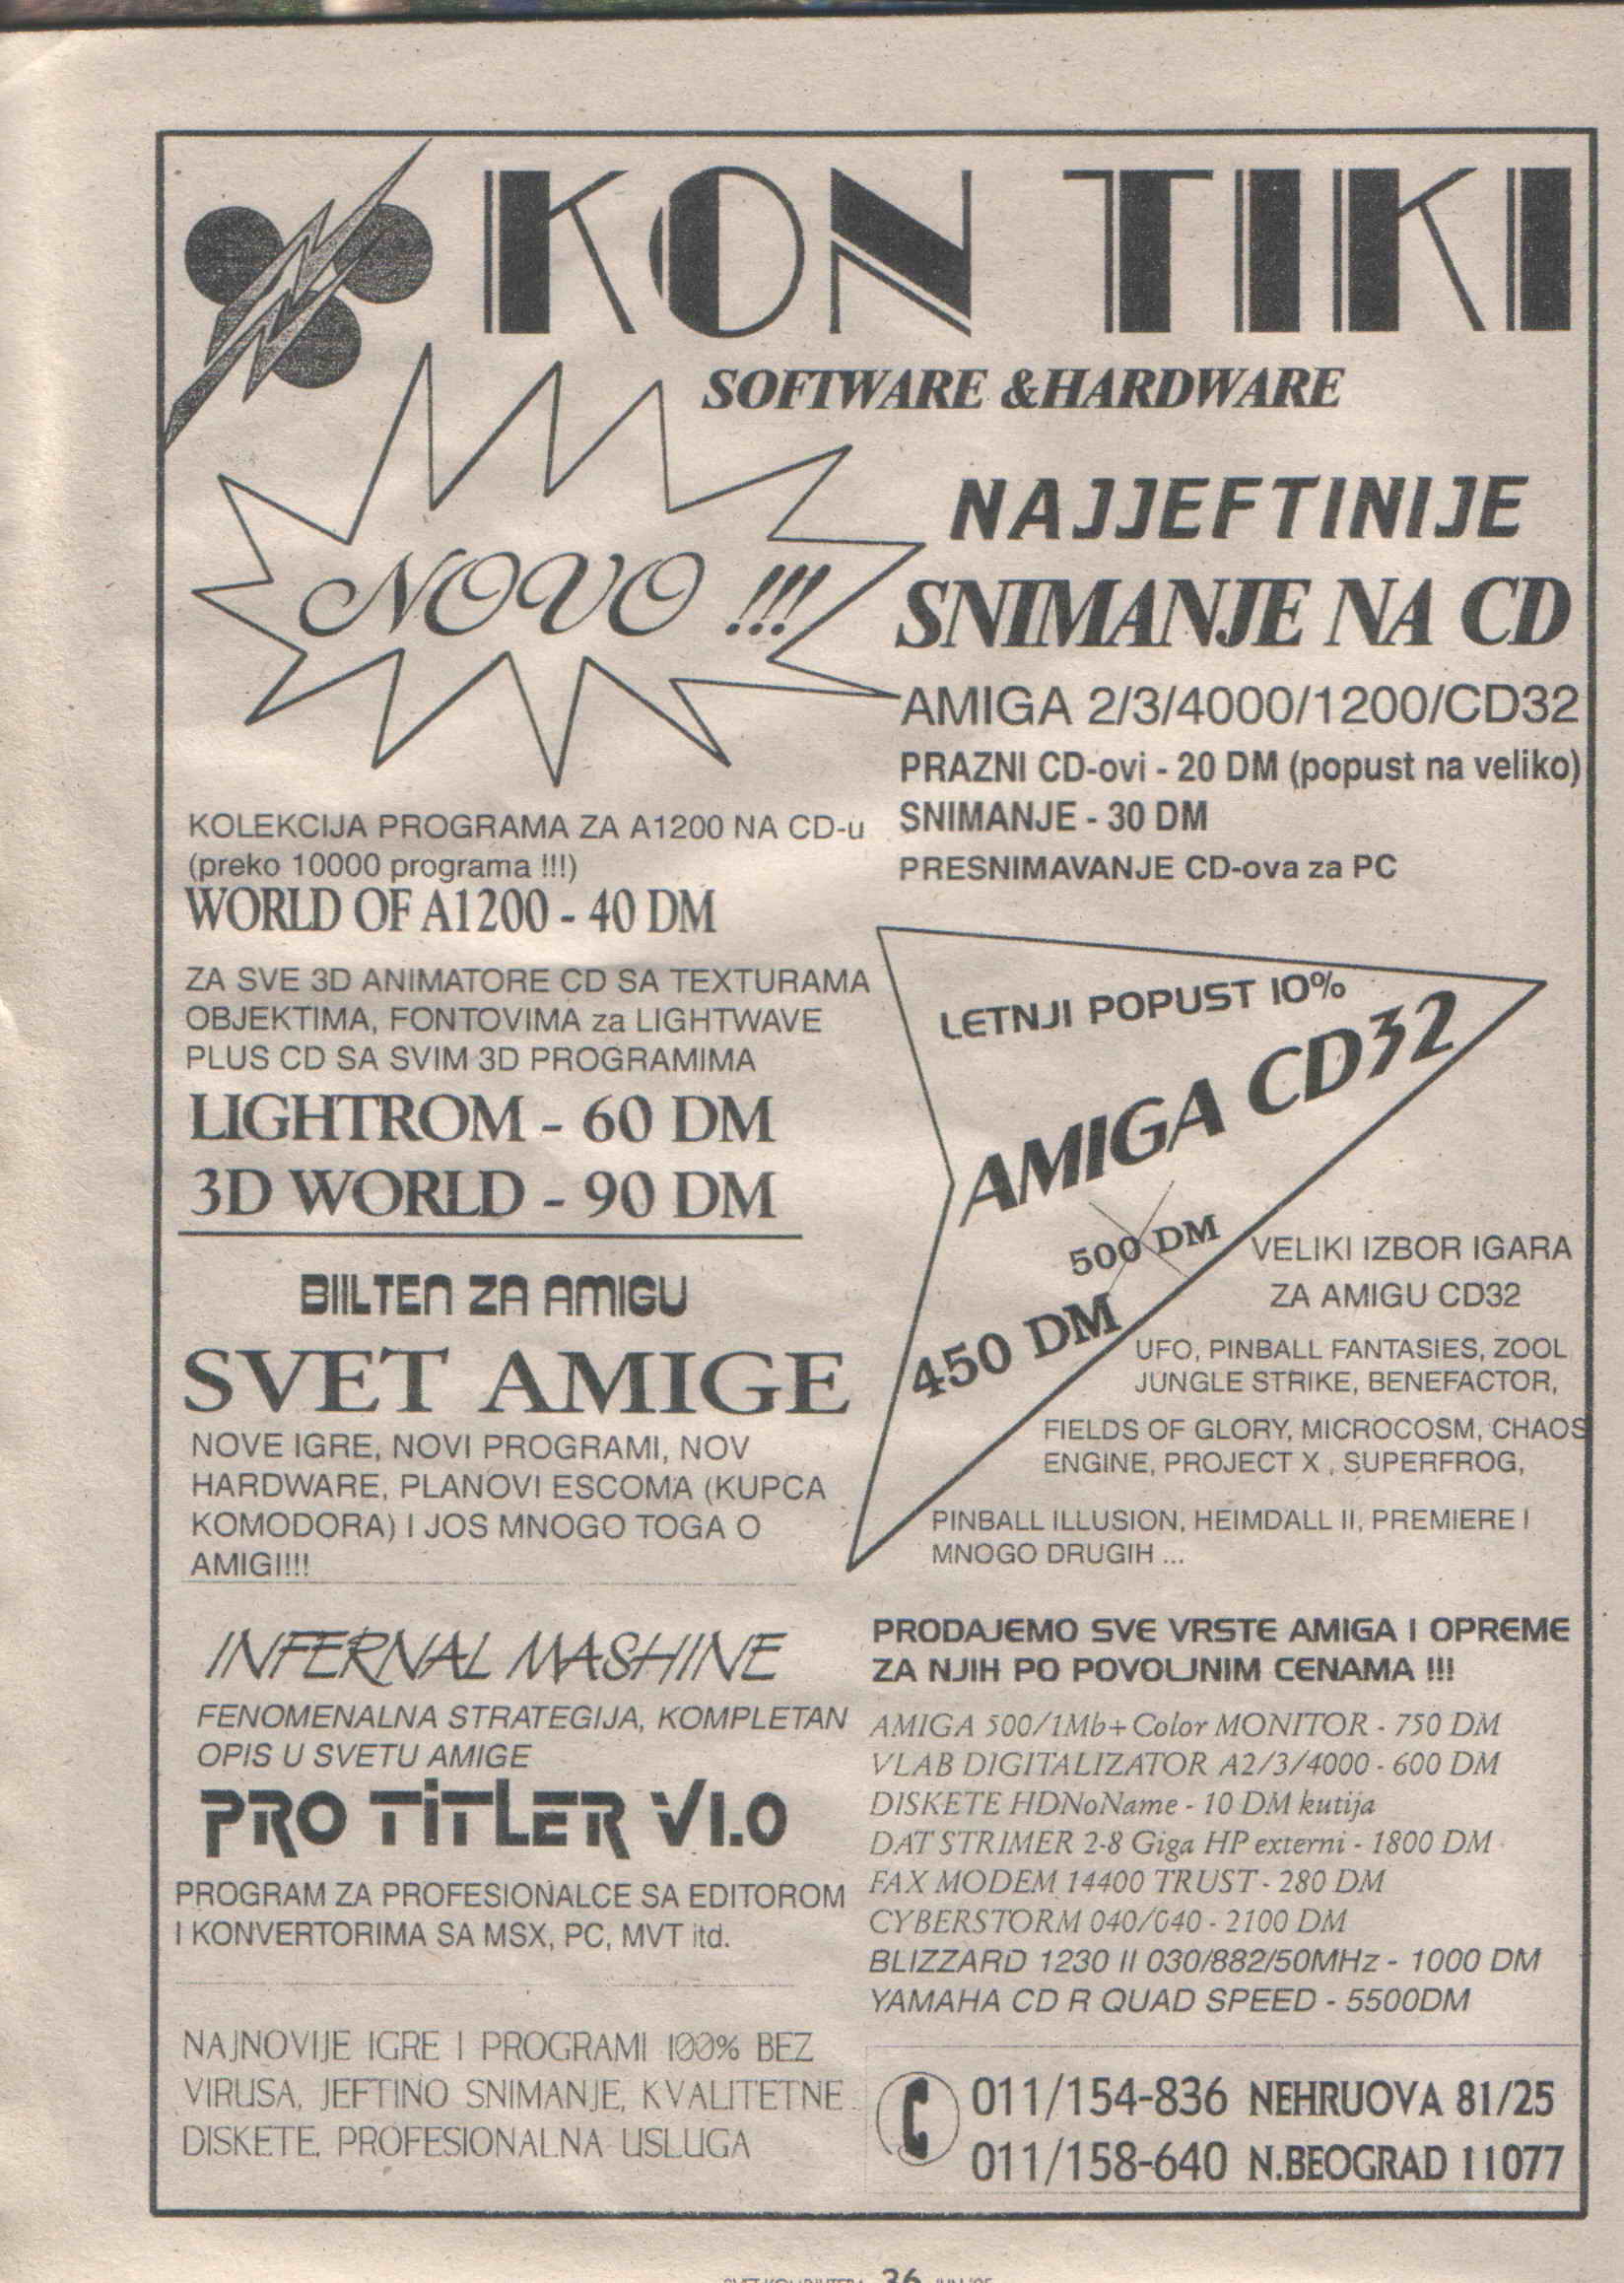 KON TIKI
SOFTWARE &HARDWARE
NOVO !!!
NAJJEFTINIJE
SNIMANJE NA CD
AMIGA 2/3/4000/1200/CD32
PRAZNI CD-ovi - 20 DM (popust na veliko)
SNIMANJE - 30 DM
PRESNIMAVANJE CD-ova za PC
KOLEKCIJA PROGRAMA ZA A1200 NA CD-u
(preko 10000 programa !!!)
WORLD OF A1200 - 40 DM
ZA SVE 3D ANIMATORE CD SA TEXTURAMA
OBJEKTIMA, FONTOVIMA za LIGHTWAVE
PLUS CD SA SVIM 3D PROGRAMIMA
LIGHTROM - 60 DM
3D WORLD - 90 DM
LETNJI POPUST 10%
AMIGA CD32
500 DM
450 DM
VELIKI IZBOR IGARA
ZA AMIGU CD32
UFO, PINBALL FANTASIES, ZOOL
JUNGLE STRIKE, BENEFACTOR,
FIELDS OF GLORY, MICROCOSM, CHAOS
ENGINE, PROJECT X , SUPERFROG,
PINBALL ILLUSION, HEIMDALL II, PREMIERE I
MNOGO DRUGIH ...
BIILTEN ZA AMIGU
SVET AMIGE
NOVE IGRE, NOVI PROGRAMI, NOV
HARDWARE, PLANOVI ESCOMA (KUPCA
KOMODORA) I JOS MNOGO TOGA O
AMIGI!!!!
INFERNAL MASHINE
FENOMENALNA STRATEGIJA, KOMPLETAN
OPIS U SVETU AMIGE
PRO TITLER V1.0
PROGRAM ZA PROFESIONALCE SA EDITOROM
I KONVERTORIMA SA MSX, PC, MVT itd.
NAJNOVIJE IGRE I PROGRAMI 100% BEZ
VIRUSA, JEFTINO SNIMANJE, KVALITETNE
DISKETE, PROFESIONALNA USLUGA
PRODAJEMO SVE VRSTE AMIGA I OPREME
ZA NJIH PO POVOLJNIM CENAMA !!!
AMIGA 500/1Mb+Color MONITOR - 750 DM
VLAB DIGITALIZATOR A2/3/4000 - 600 DM
DISKETE HDNoName - 10 DM kutija
DAT STRIMER 2-8 Giga HP externi - 1800 DM
FAX MODEM 14400 TRUST - 280 DM
CYBERSTORM 040/040 - 2100 DM
BLIZZARD 1230 II 030/882/50MHz - 1000 DM
YAMAHA CD R QUAD SPEED - 5500DM
011/154-836 NEHRUOVA 81/25
011/158-640 N.BEOGRAD 11077
36